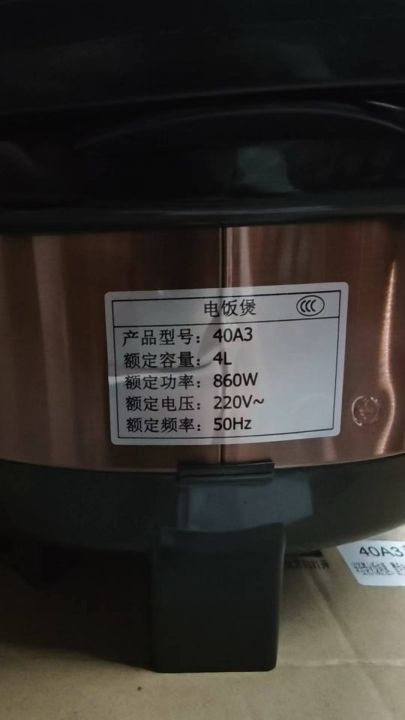 电饭煲 CCC
产品型号：40A3
额定容量：4L
额定功率：860W
额定电压：220V~
额定频率：50Hz
40A3